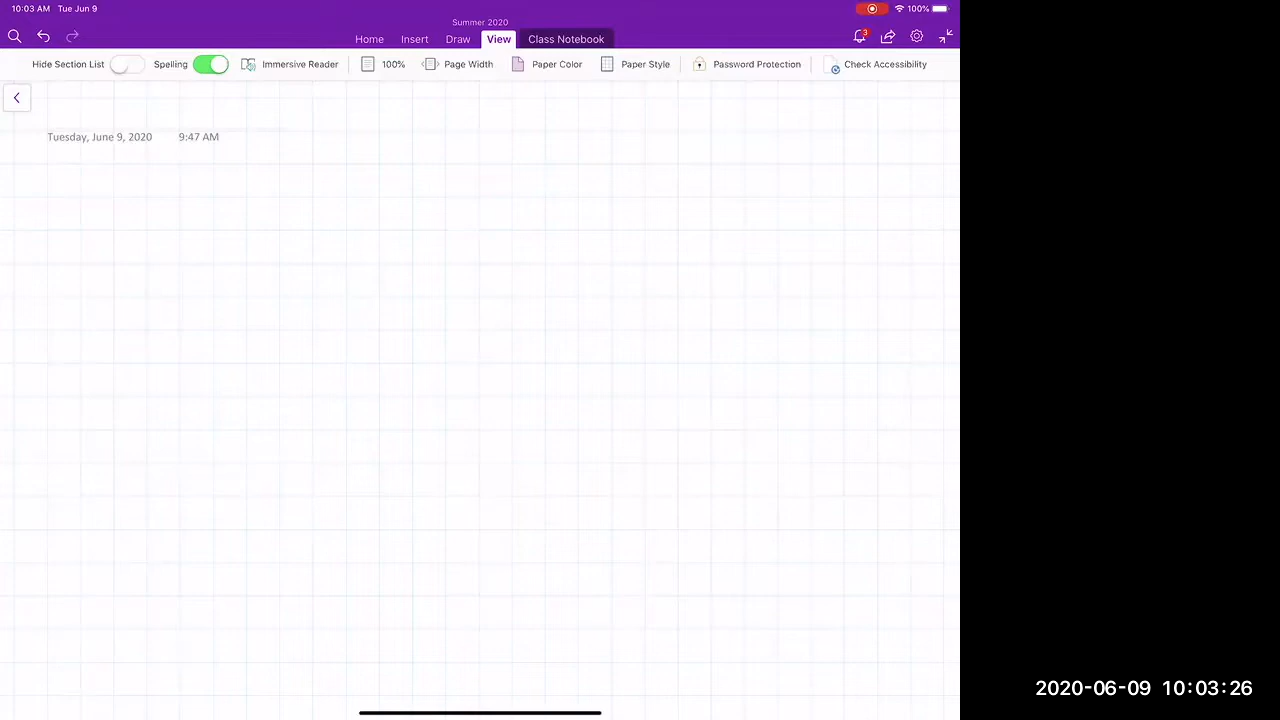 10:03 AM Tue Jun 9
100%
Summer 2020
Home Insert Draw View Class Notebook
3
Hide Section List Spelling Immersive Reader 100% Page Width Paper Color Paper Style Password Protection Check Accessibility
Tuesday, June 9, 2020 9:47 AM
2020-06-09 10:03:26